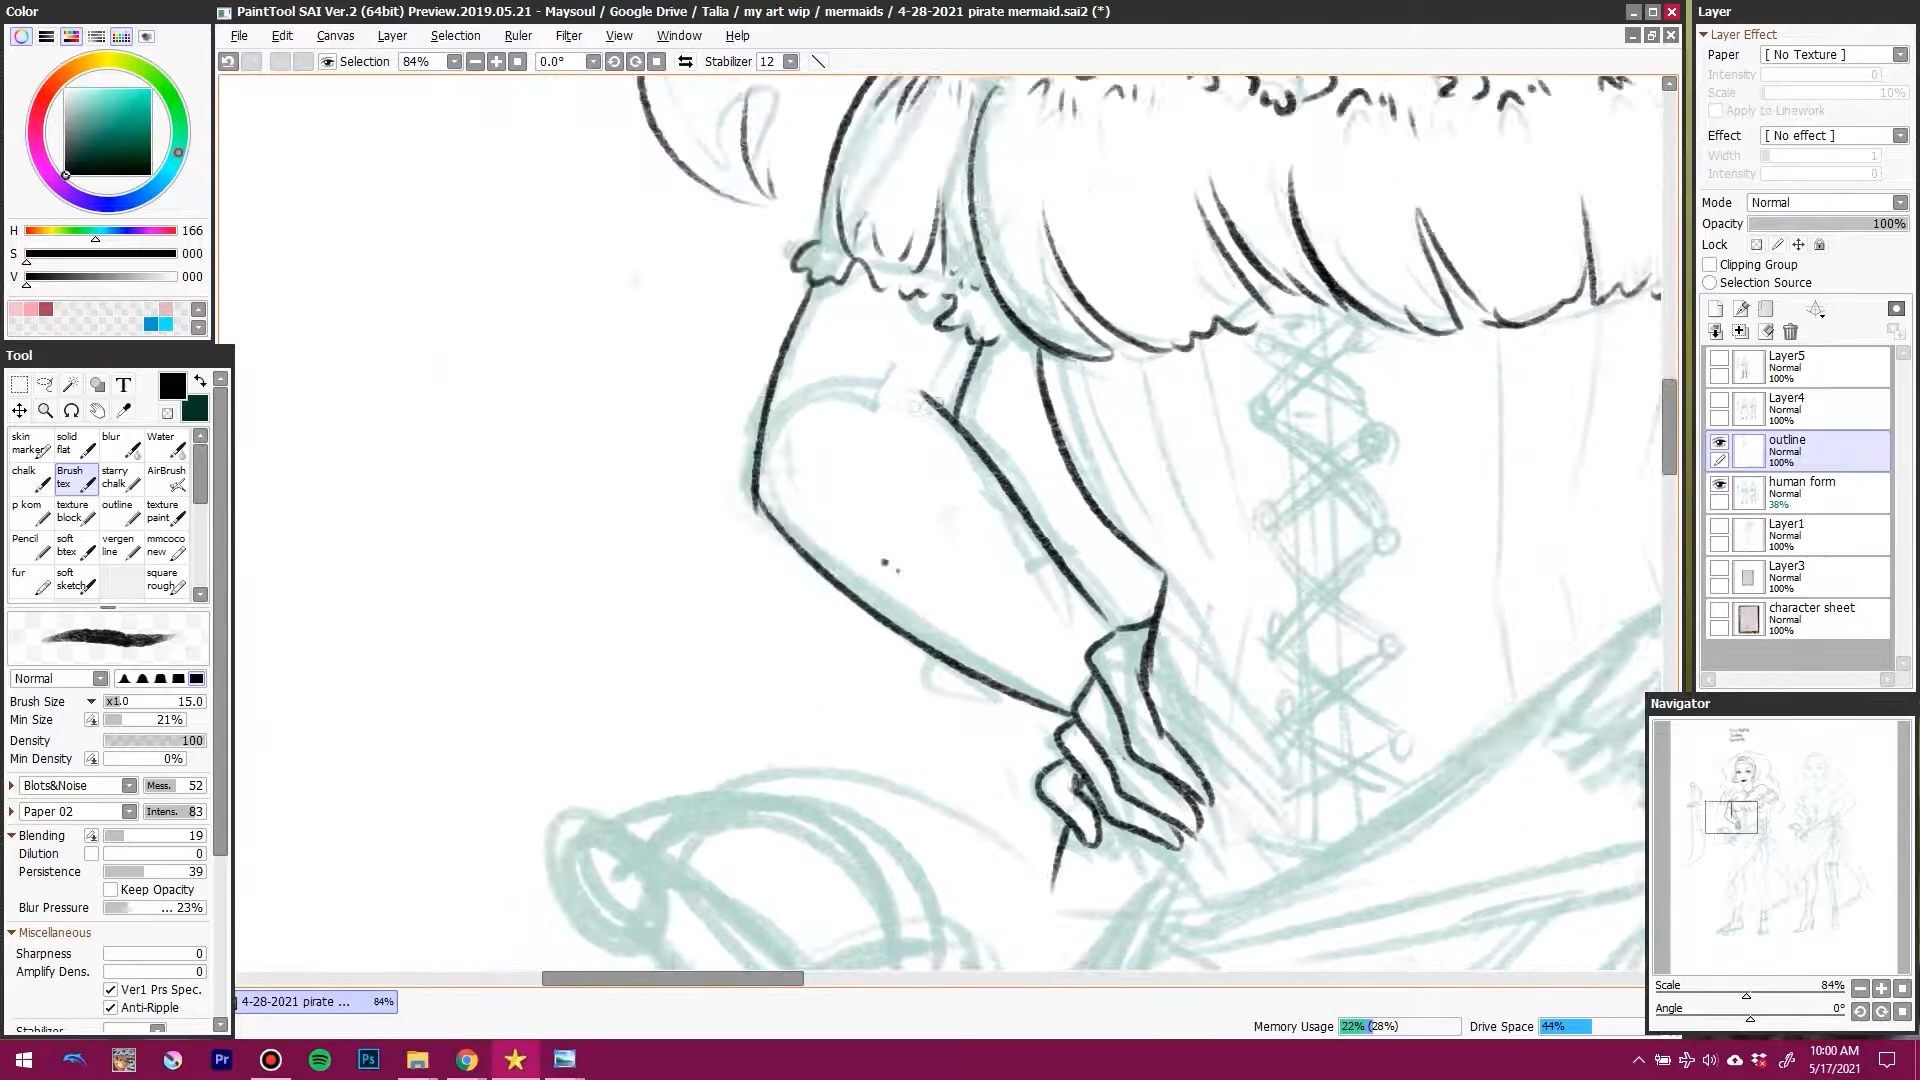 Color
PaintTool SAI Ver.2 (64bit) Preview.2019.05.21 - Maysoul / Google Drive / Talia / my art wip / mermaids / 4-28-2021 pirate mermaid.sai2 (*)
File Edit Canvas Layer Selection Ruler Filter View Window Help
Selection 84% 0.0° Stabilizer 12
H 166
S 000
V 000
Tool
T
skin marker solid flat blur Water
chalk Brush tex starry chalk AirBrush
p kom texture block outline texture paint
Pencil soft btex vergen line mmcoco new
fur soft sketch square rough
Normal
Brush Size x1.0 15.0
Min Size 21%
Density 100
Min Density 0%
Blots&Noise Mess. 52
Paper 02 Intens. 83
Blending 19
Dilution 0
Persistence 39
Keep Opacity
Blur Pressure ... 23%
Miscellaneous
Sharpness 0
Amplify Dens. 0
Ver1 Prs Spec.
Anti-Ripple
Stabilizer
4-28-2021 pirate ... 84%
Memory Usage 22% (28%) Drive Space 44%
Layer
Layer Effect
Paper [ No Texture ]
Intensity 0
Scale 10%
Apply to Linework
Effect [ No effect ]
Width 1
Intensity 0
Mode Normal
Opacity 100%
Lock
Clipping Group
Selection Source
Layer5
Normal
100%
Layer4
Normal
100%
outline
Normal
100%
human form
Normal
38%
Layer1
Normal
100%
Layer3
Normal
100%
character sheet
Normal
100%
Navigator
Scale 84%
Angle 0°
Pr
Ps
10:00 AM
5/17/2021